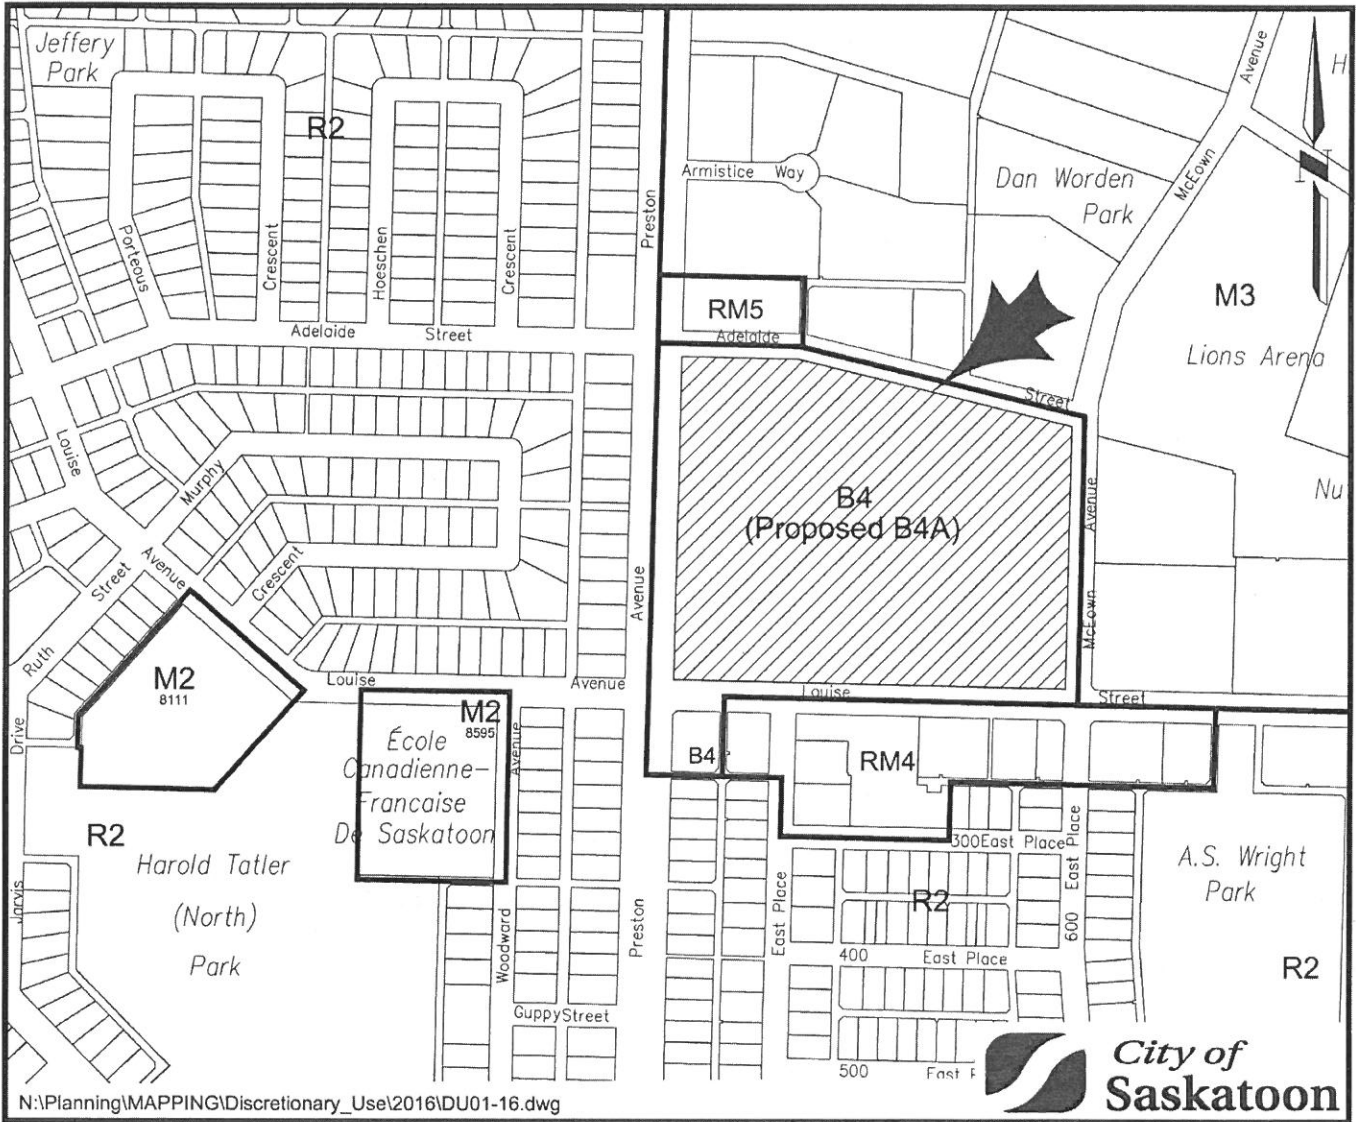 Jeffery
Park
R2
Porteous
Crescent
Hoeschen
Crescent
Preston
Adelaide Street
Armistice Way
Dan Worden
Park
McEown
Avenue
H
M3
Lions Arena
RM5
Adelaide
Street
Nu
B4
(Proposed B4A)
Avenue
McEown
Louise
Murphy
Avenue
Crescent
Street
Ruth
Avenue
Louise
Avenue
Louise
Street
M2
8111
M2
8595
École
Canadienne-
Francaise
De Saskatoon
Avenue
B4
RM4
Drive
R2
Harold Tatler
(North)
Park
Jarvis
Woodward
Preston
GuppyStreet
East Place
300East Place
East Place
600
R2
400 East Place
500
A.S. Wright
Park
R2
City of
Saskatoon
N:\Planning\MAPPING\Discretionary_Use\2016\DU01-16.dwg